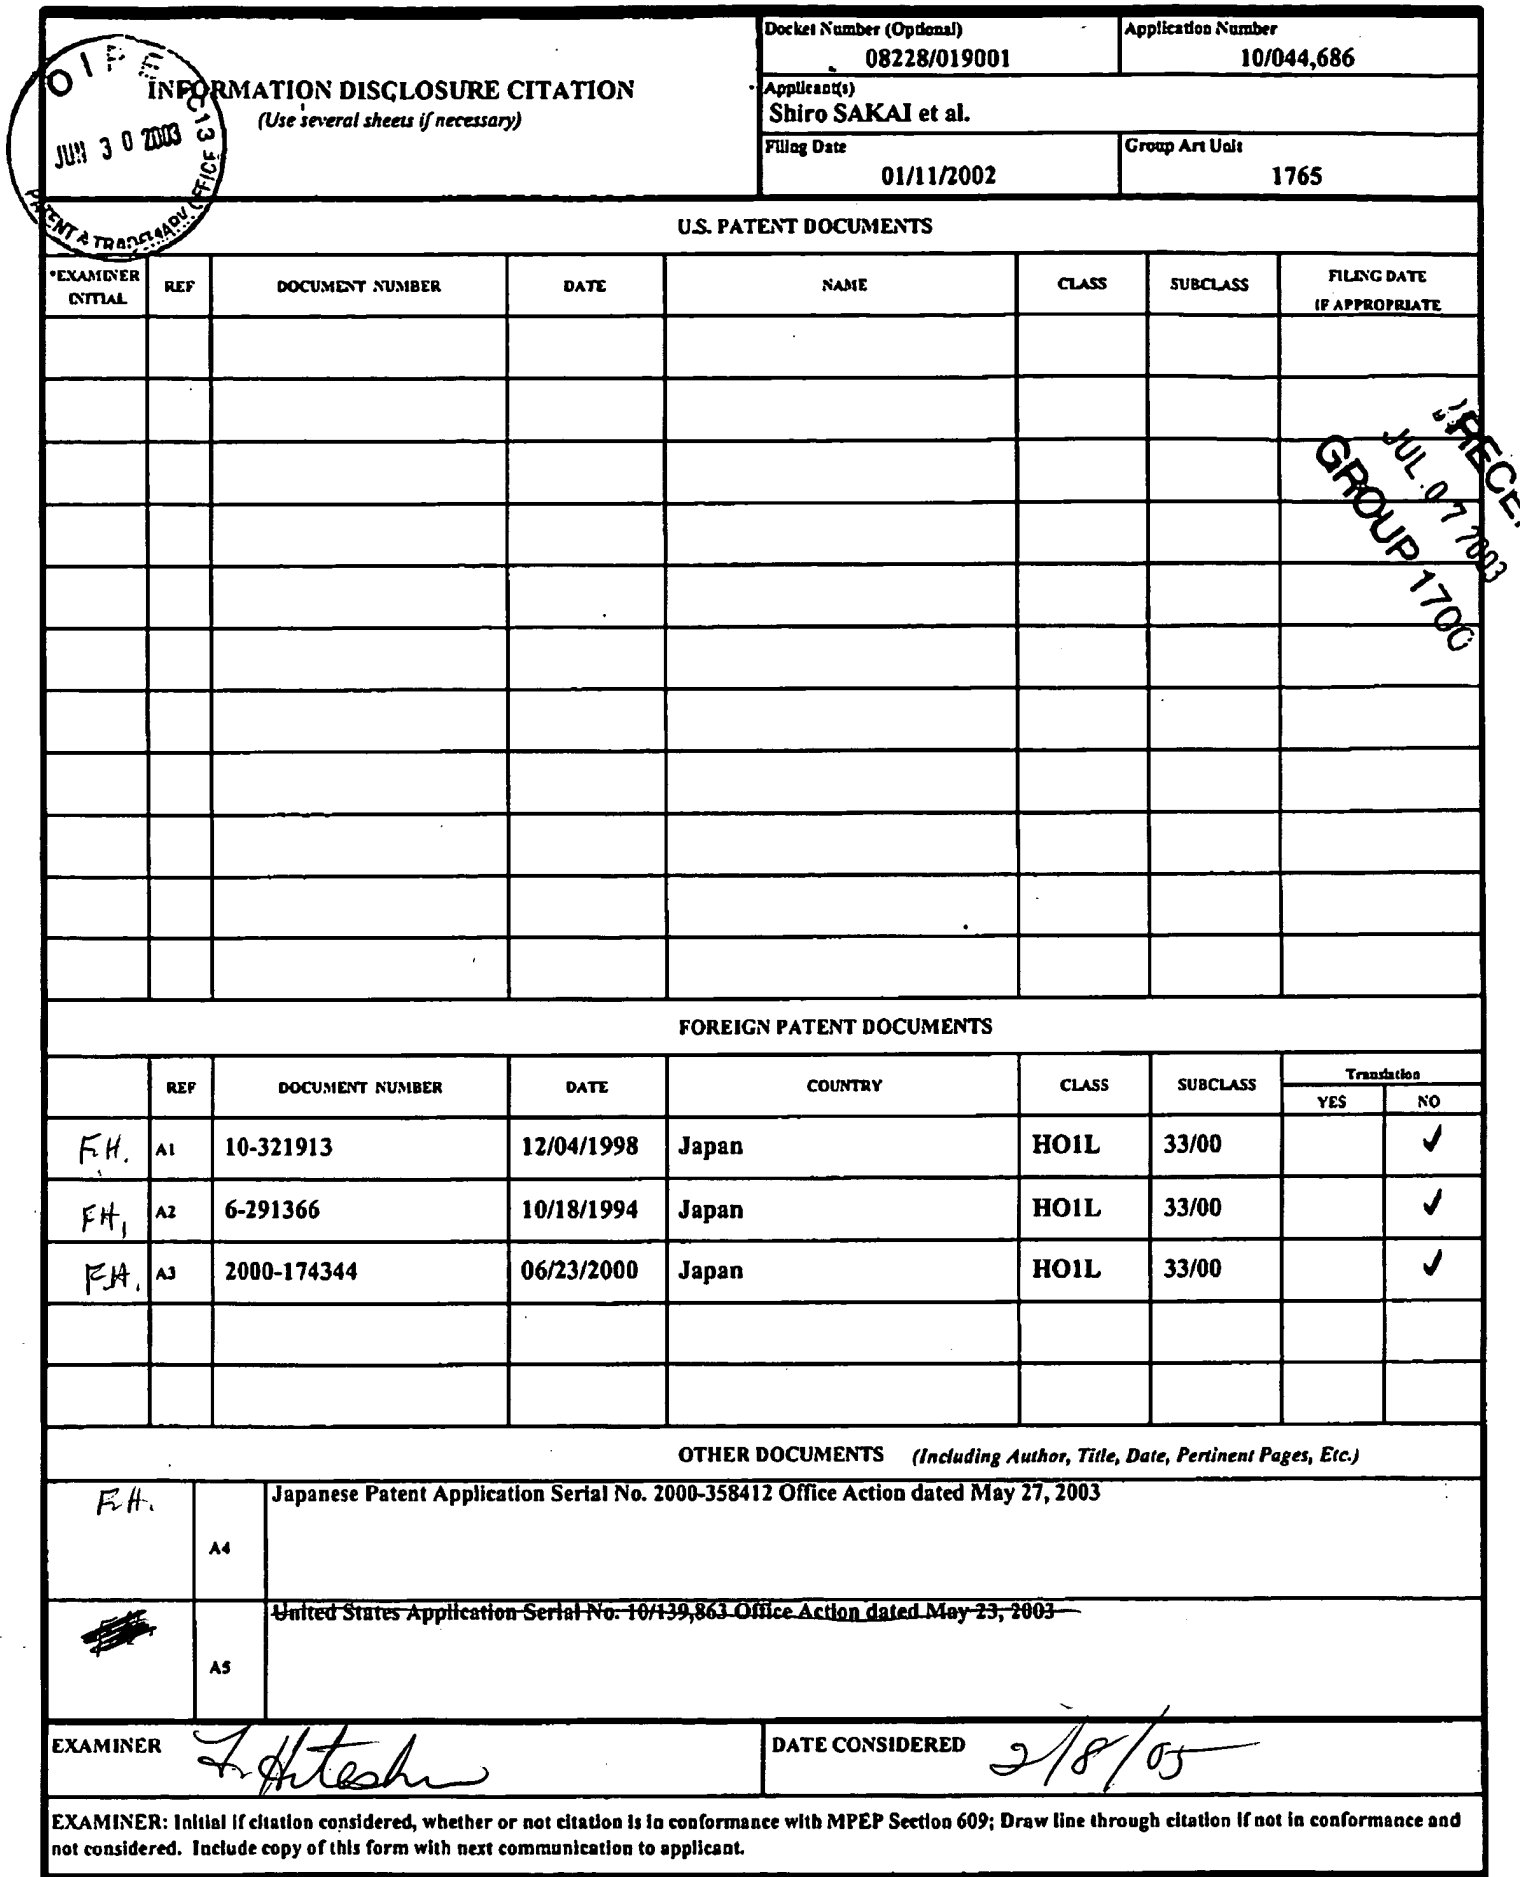 Docket Number (Optional)
08228/019001
Application Number
10/044,686
OIPE JC13
JUN 3 0 2003
PATENT & TRADEMARK OFFICE
INFORMATION DISCLOSURE CITATION
(Use several sheets if necessary)
Applicant(s)
Shiro SAKAI et al.
Filing Date
01/11/2002
Group Art Unit
1765
U.S. PATENT DOCUMENTS
*EXAMINER INITIAL REF DOCUMENT NUMBER DATE NAME CLASS SUBCLASS FILING DATE IF APPROPRIATE
JUL 07 2003
GROUP 1700
FOREIGN PATENT DOCUMENTS
REF DOCUMENT NUMBER DATE COUNTRY CLASS SUBCLASS Translation
YES NO
F.H. A1 10-321913 12/04/1998 Japan HO1L 33/00 ✓
F.H. A2 6-291366 10/18/1994 Japan HO1L 33/00 ✓
F.H. A3 2000-174344 06/23/2000 Japan HO1L 33/00 ✓
OTHER DOCUMENTS (Including Author, Title, Date, Pertinent Pages, Etc.)
F.H. A4 Japanese Patent Application Serial No. 2000-358412 Office Action dated May 27, 2003
A5 United States Application Serial No. 10/139,863 Office Action dated May 23, 2003
EXAMINER
DATE CONSIDERED 2/8/05
EXAMINER: Initial if citation considered, whether or not citation is in conformance with MPEP Section 609; Draw line through citation if not in conformance and
not considered. Include copy of this form with next communication to applicant.